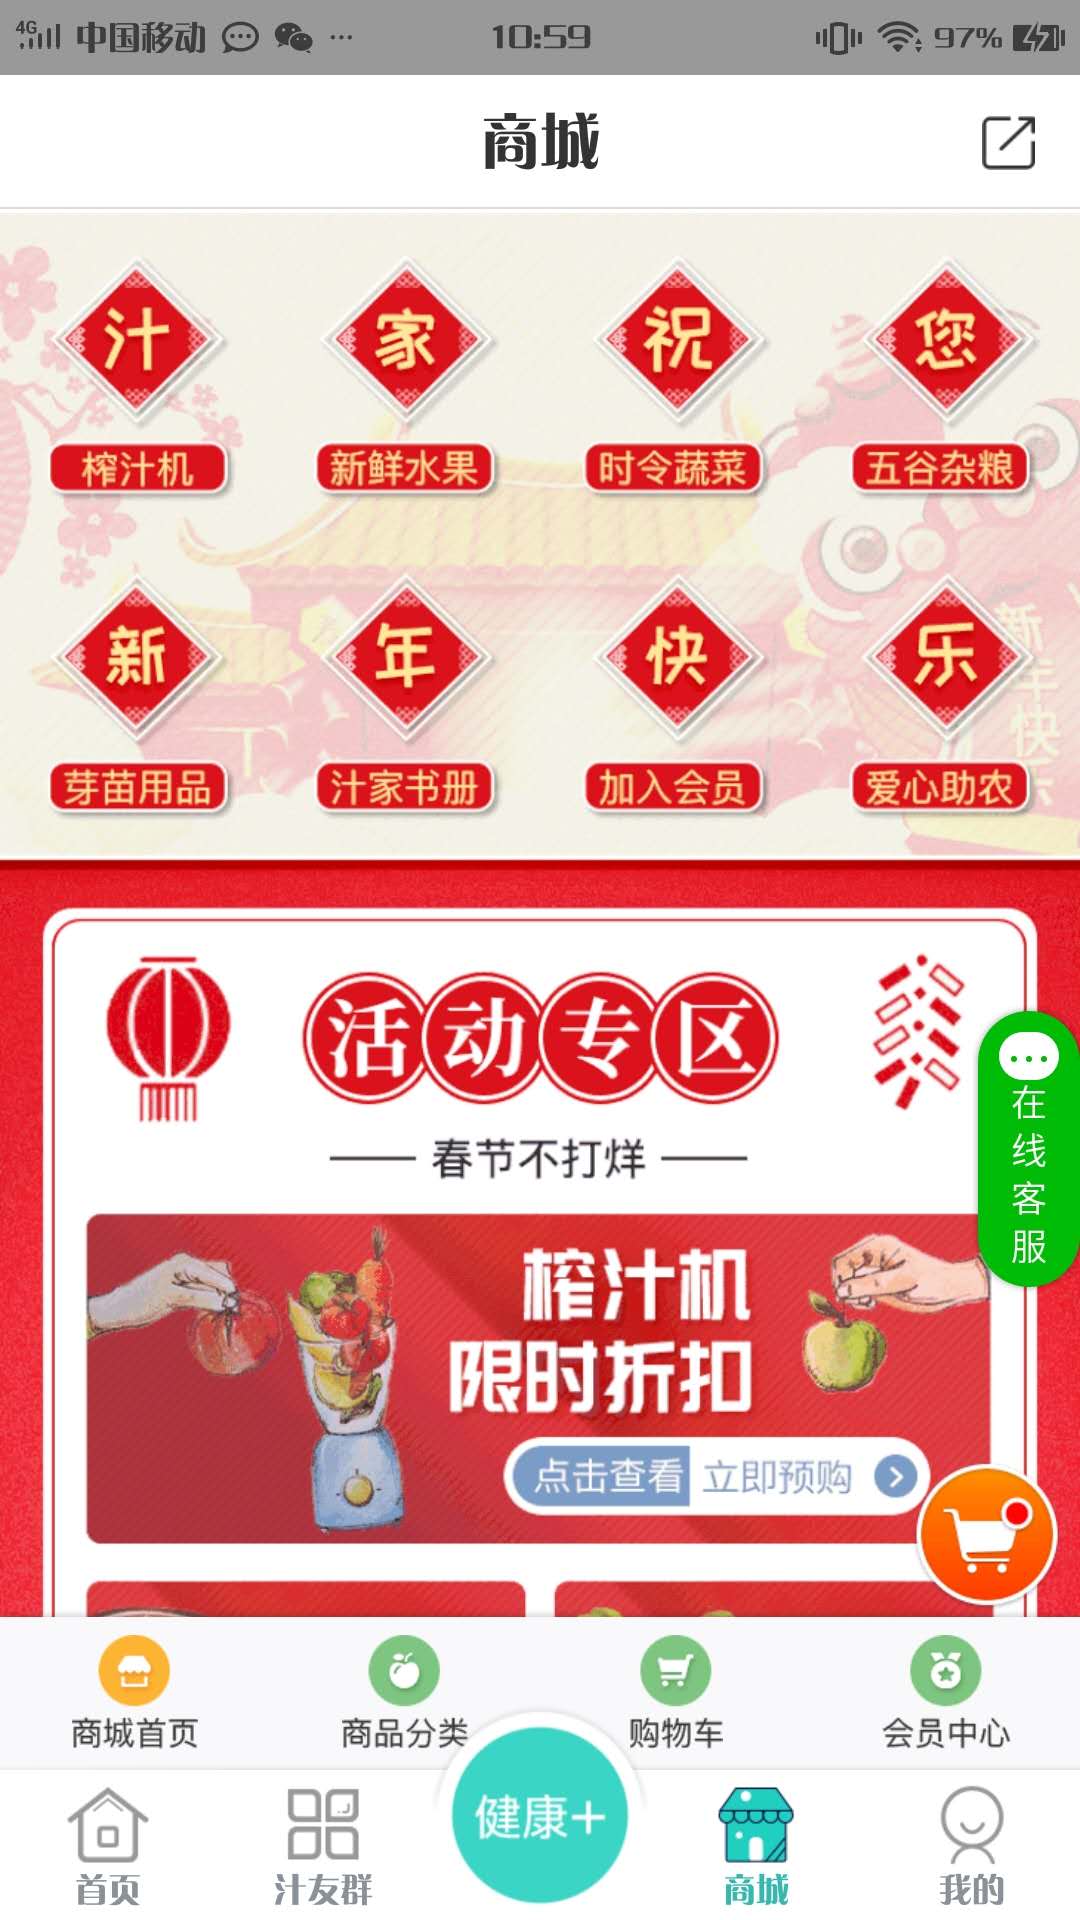 4G 中国移动 ... 10:59 97%
商城
汁 家 祝 您
榨汁机 新鲜水果 时令蔬菜 五谷杂粮
新 年 快 乐
芽苗用品 汁家书册 加入会员 爱心助农
新年快乐
活动专区
春节不打烊
在线客服
榨汁机
限时折扣
点击查看 立即预购
商城首页 商品分类 购物车 会员中心
健康+
首页 汁友群 商城 我的